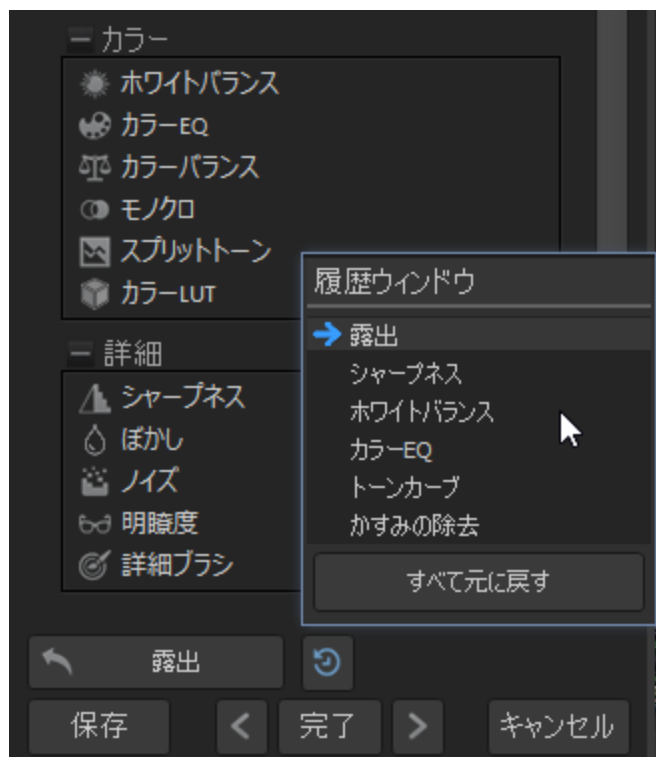 カラー
ホワイトバランス
カラーEQ
カラーバランス
モノクロ
スプリットトーン
カラーLUT
詳細
シャープネス
ぼかし
ノイズ
明瞭度
詳細ブラシ
履歴ウィンドウ
露出
シャープネス
ホワイトバランス
カラーEQ
トーンカーブ
かすみの除去
すべて元に戻す
露出
保存
完了
キャンセル